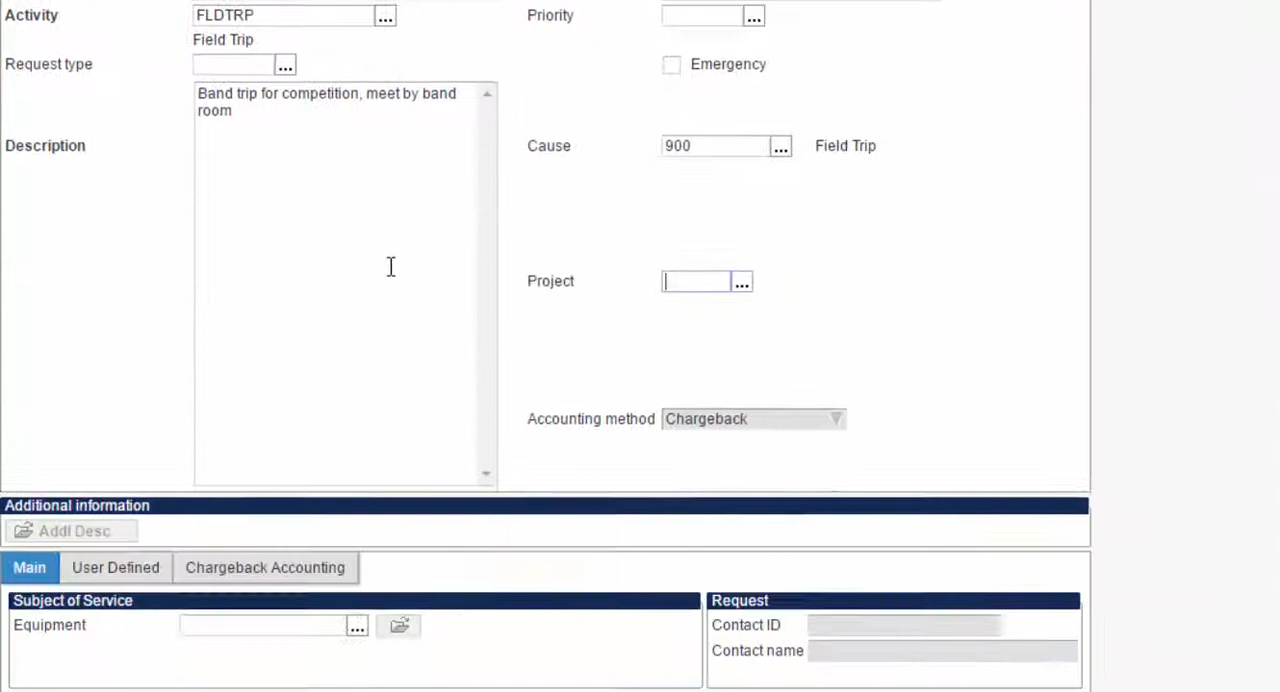 Activity FLDTRP ... Priority ...
Field Trip
Request type ... Emergency
Band trip for competition, meet by band
room
Description Cause 900 ... Field Trip
Project ...
Accounting method Chargeback
Additional information
Addl Desc
Main User Defined Chargeback Accounting
Subject of Service Request
Equipment ... Contact ID
Contact name